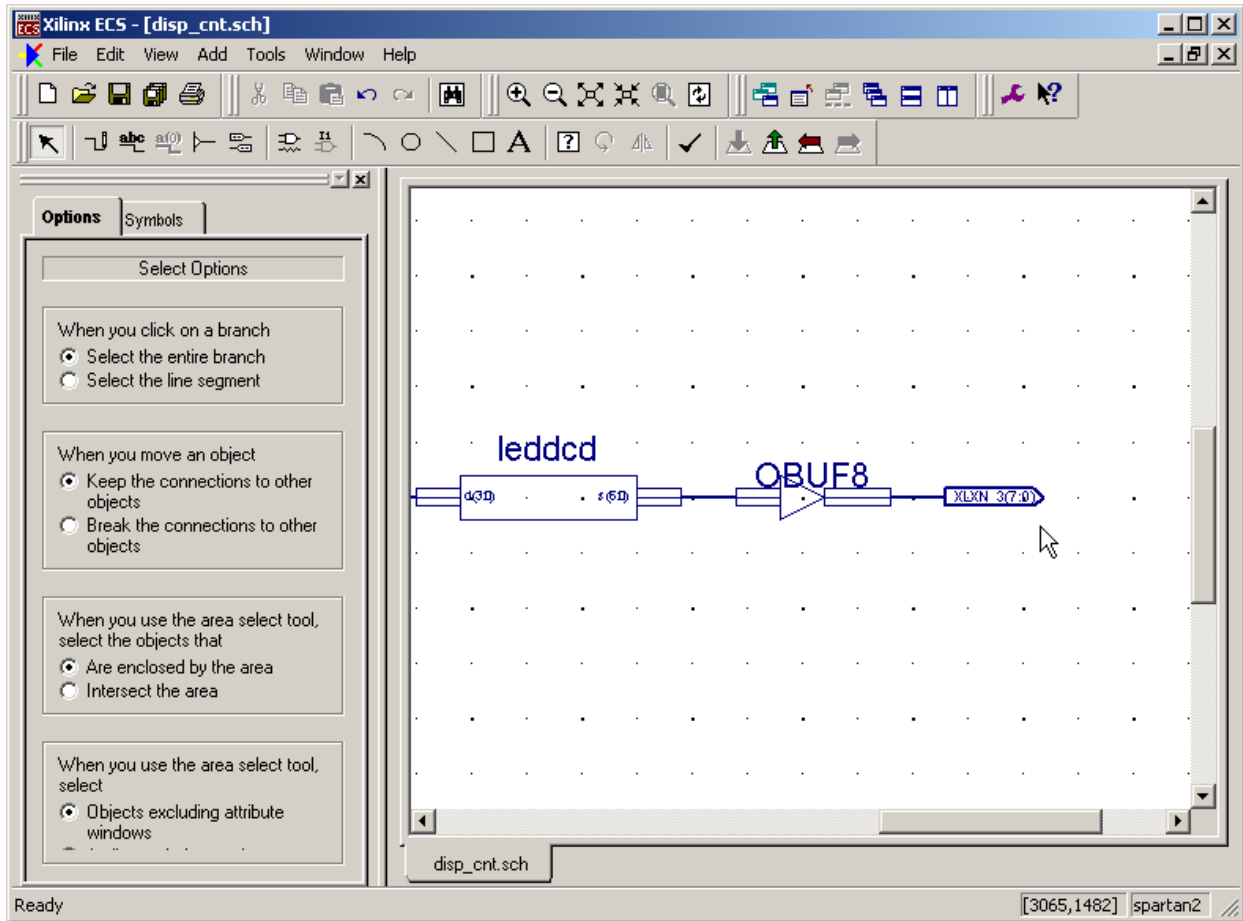 Xilinx ECS - [disp_cnt.sch]
File Edit View Add Tools Window Help
Options
Symbols
Select Options
When you click on a branch
Select the entire branch
Select the line segment
When you move an object
Keep the connections to other
objects
Break the connections to other
objects
When you use the area select tool,
select the objects that
Are enclosed by the area
Intersect the area
When you use the area select tool,
select
Objects excluding attribute
windows
leddcd
d(3:0)
s(6:0)
OBUF8
XLXN_3(7:0)
disp_cnt.sch
Ready
[3065,1482]
spartan2